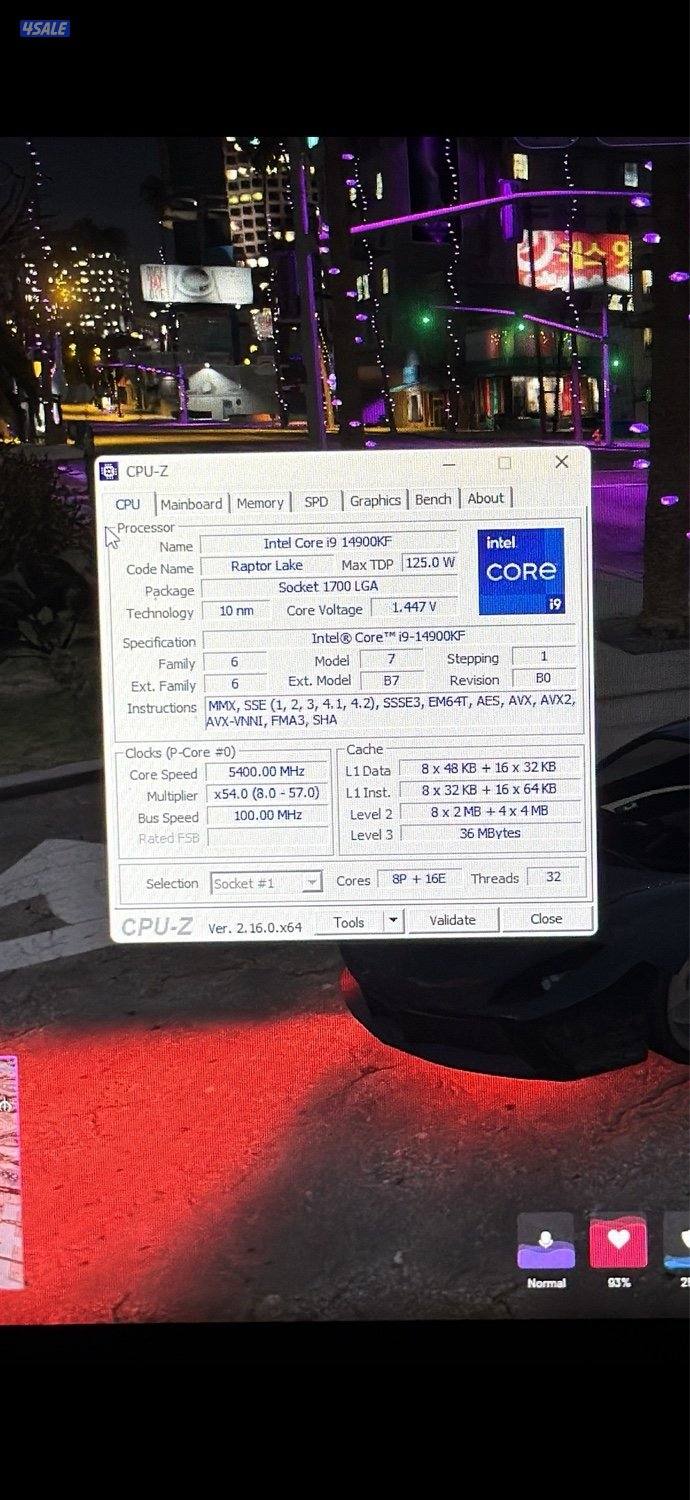 4SALE
레스 9
CPU-Z
CPU Mainboard Memory SPD Graphics Bench About
Processor
Name Intel Core i9 14900KF
Code Name Raptor Lake Max TDP 125.0 W
Package Socket 1700 LGA
Technology 10 nm Core Voltage 1.447 V
intel
CORE
i9
Specification Intel® Core™ i9-14900KF
Family 6 Model 7 Stepping 1
Ext. Family 6 Ext. Model B7 Revision B0
Instructions MMX, SSE (1, 2, 3, 4.1, 4.2), SSSE3, EM64T, AES, AVX, AVX2,
AVX-VNNI, FMA3, SHA
Clocks (P-Core #0)
Core Speed 5400.00 MHz
Multiplier x54.0 (8.0 - 57.0)
Bus Speed 100.00 MHz
Rated FSB
Cache
L1 Data 8 x 48 KB + 16 x 32 KB
L1 Inst. 8 x 32 KB + 16 x 64 KB
Level 2 8 x 2 MB + 4 x 4 MB
Level 3 36 MBytes
Selection Socket #1 Cores 8P + 16E Threads 32
CPU-Z Ver. 2.16.0.x64 Tools Validate Close
Normal 93%